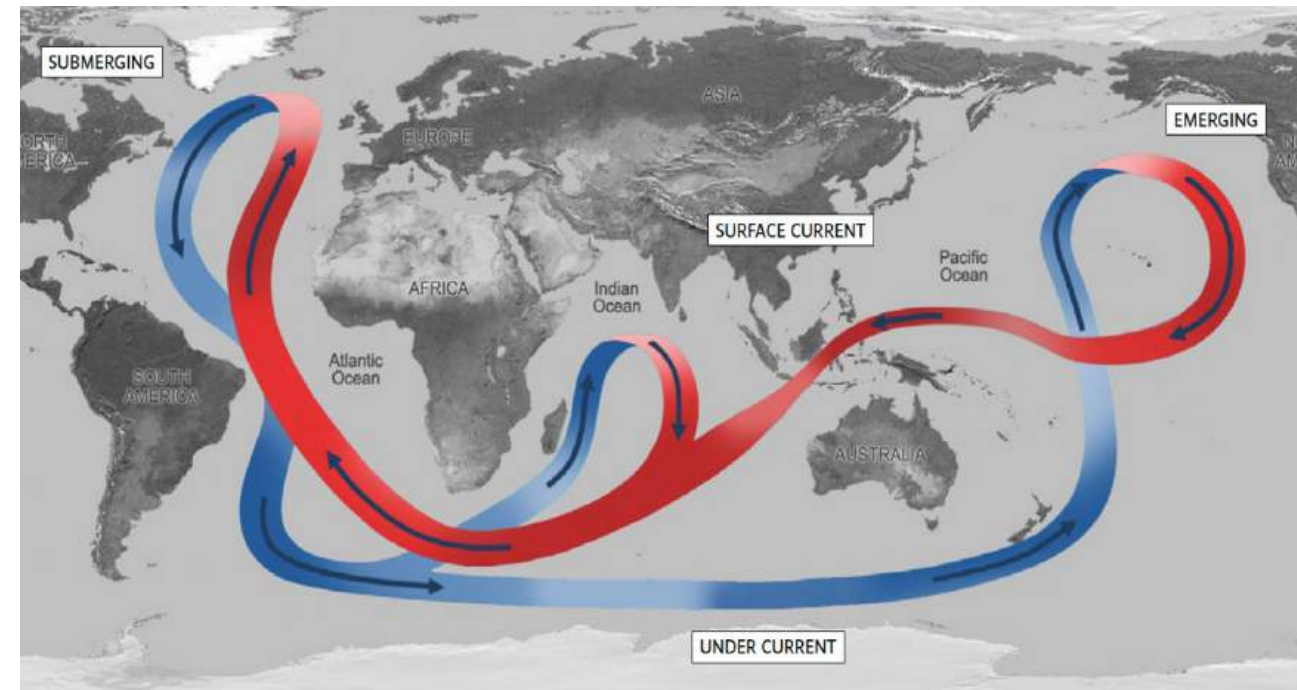 SUBMERGING
ASIA
EUROPE
EMERGING
SURFACE CURRENT
Pacific
Ocean
AFRICA
Indian
Ocean
Atlantic
Ocean
SOUTH
AMERICA
AUSTRALIA
UNDER CURRENT